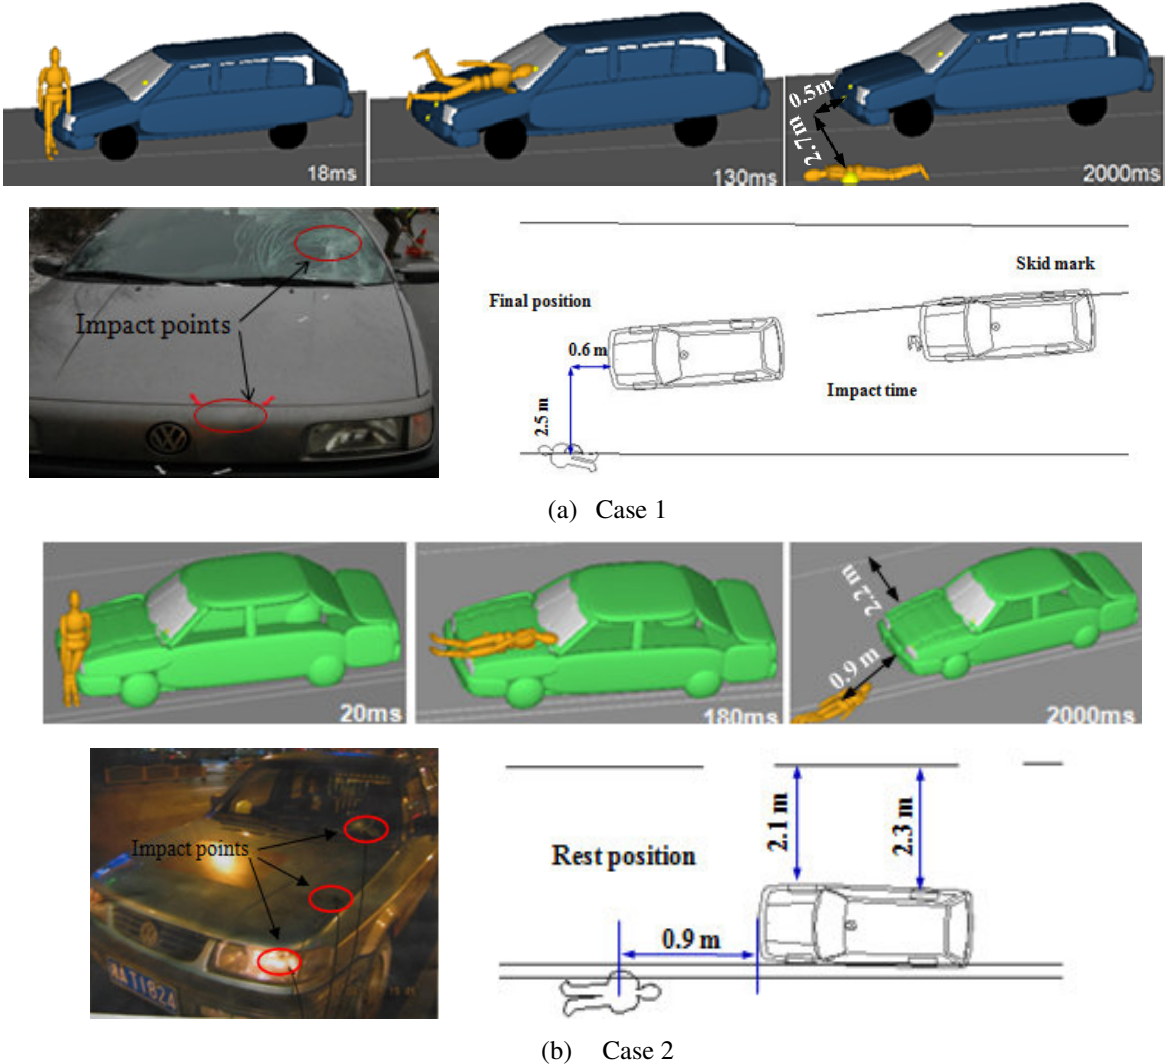 18ms
130ms
0.5m
2.7m
2000ms
Impact points
Skid mark
Final position
0.6 m
Impact time
2.5 m
(a) Case 1
20ms
180ms
2.2 m
0.9 m
2000ms
Impact points
2.1 m
2.3 m
Rest position
0.9 m
(b) Case 2